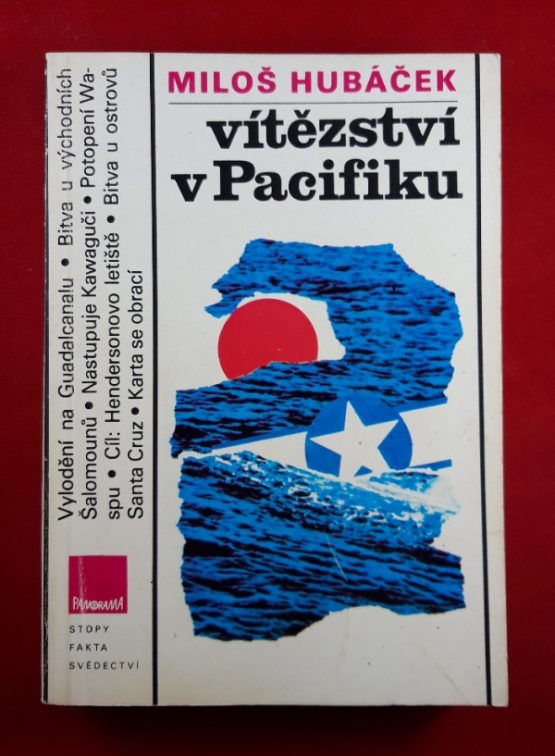 MILOŠ HUBÁČEK
vítězství
v Pacifiku
Vylodění na Guadalcanalu • Bitva u východních
Šalomounů • Nastupuje Kawaguči • Potopení Wa-
spu • Cíl: Hendersonovo letiště • Bitva u ostrovů
Santa Cruz • Karta se obrací
PANORAMA
STOPY
FAKTA
SVĚDECTVÍ